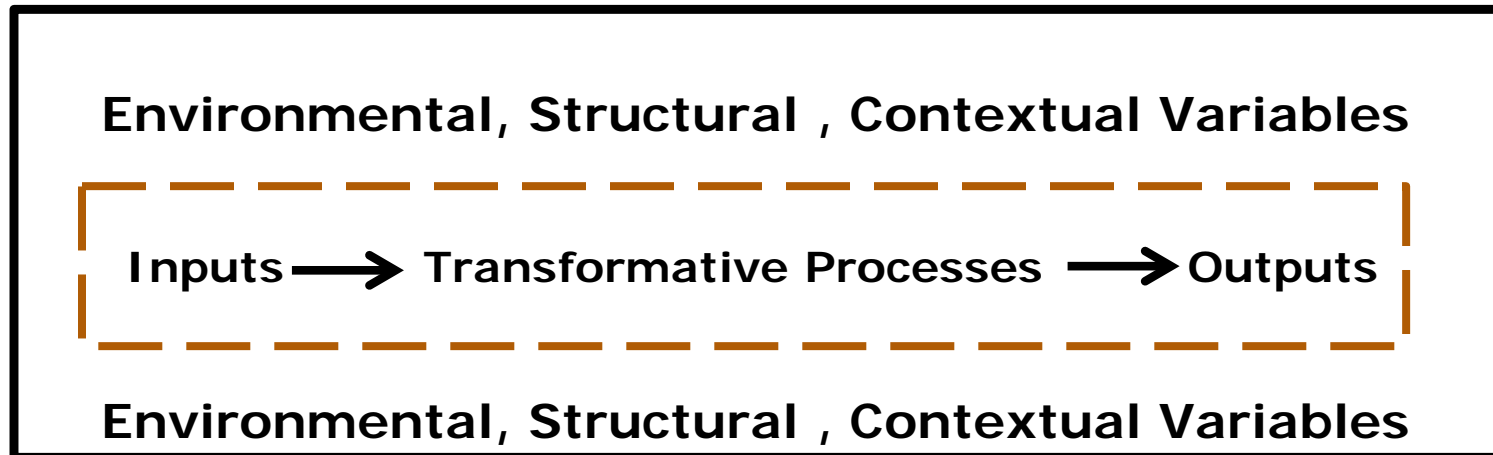 Environmental, Structural , Contextual Variables
Inputs Transformative Processes Outputs
Environmental, Structural , Contextual Variables